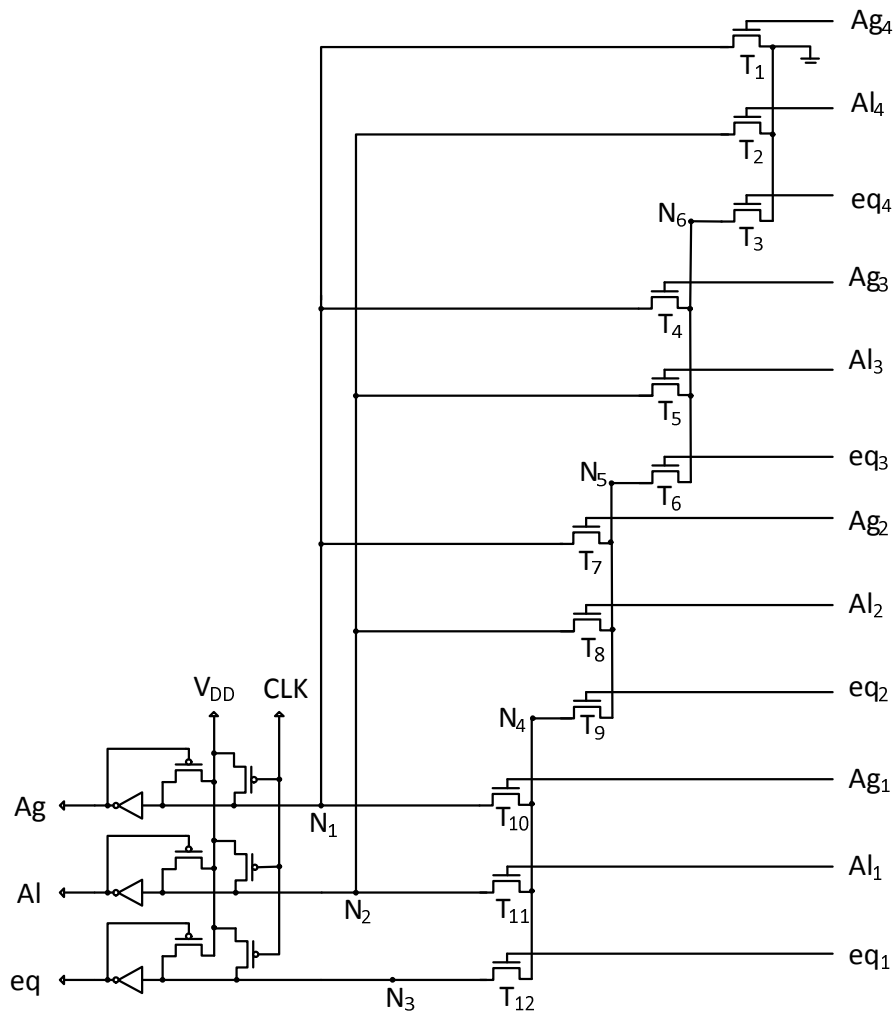 Ag₄
T₁
Al₄
T₂
eq₄
N₆
T₃
Ag₃
T₄
Al₃
T₅
eq₃
N₅
T₆
Ag₂
T₇
Al₂
T₈
V_DD CLK
eq₂
N₄
T₉
Ag₁
Ag
N₁
T₁₀
Al₁
Al
N₂
T₁₁
eq₁
eq
N₃
T₁₂